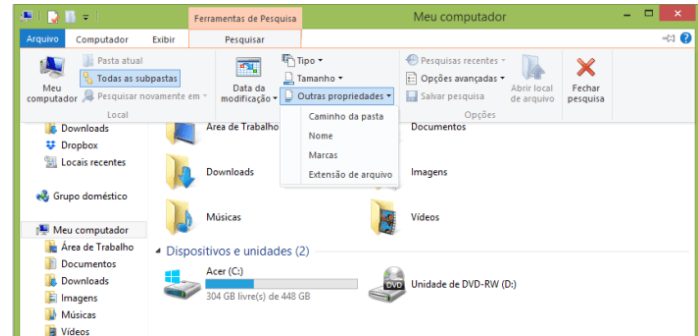 Ferramentas de Pesquisa
Meu computador
Arquivo
Computador
Exibir
Pesquisar
Meu computador
Pasta atual
Todas as subpastas
Pesquisar novamente em
Local
Data da modificação
Tipo
Tamanho
Outras propriedades
Caminho da pasta
Nome
Marcas
Extensão de arquivo
Pesquisas recentes
Opções avançadas
Salvar pesquisa
Abrir local de arquivo
Opções
Fechar pesquisa
Downloads
Dropbox
Locais recentes
Grupo doméstico
Meu computador
Área de Trabalho
Documentos
Downloads
Imagens
Músicas
Vídeos
Área de Trabalho
Documentos
Downloads
Imagens
Músicas
Vídeos
Dispositivos e unidades (2)
Acer (C:)
304 GB livre(s) de 448 GB
DVD
Unidade de DVD-RW (D:)